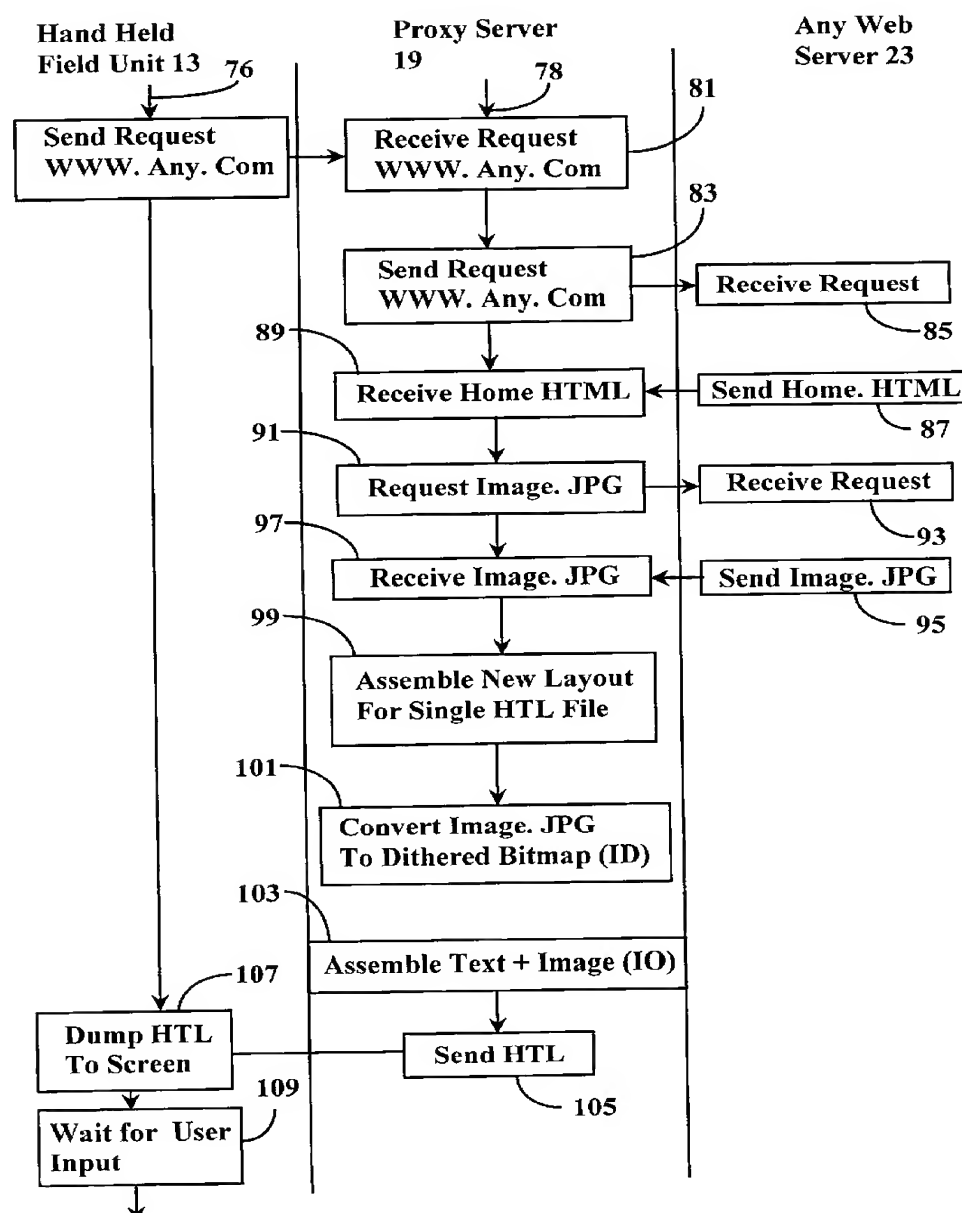 Hand Held
Field Unit 13
Proxy Server
19
Any Web
Server 23
76
78
81
Send Request
WWW. Any. Com
Receive Request
WWW. Any. Com
83
Send Request
WWW. Any. Com
Receive Request
85
89
Receive Home HTML
Send Home. HTML
87
91
Request Image. JPG
Receive Request
93
97
Receive Image. JPG
Send Image. JPG
95
99
Assemble New Layout
For Single HTL File
101
Convert Image. JPG
To Dithered Bitmap (ID)
103
Assemble Text + Image (IO)
107
Dump HTL
To Screen
Send HTL
105
109
Wait for User
Input